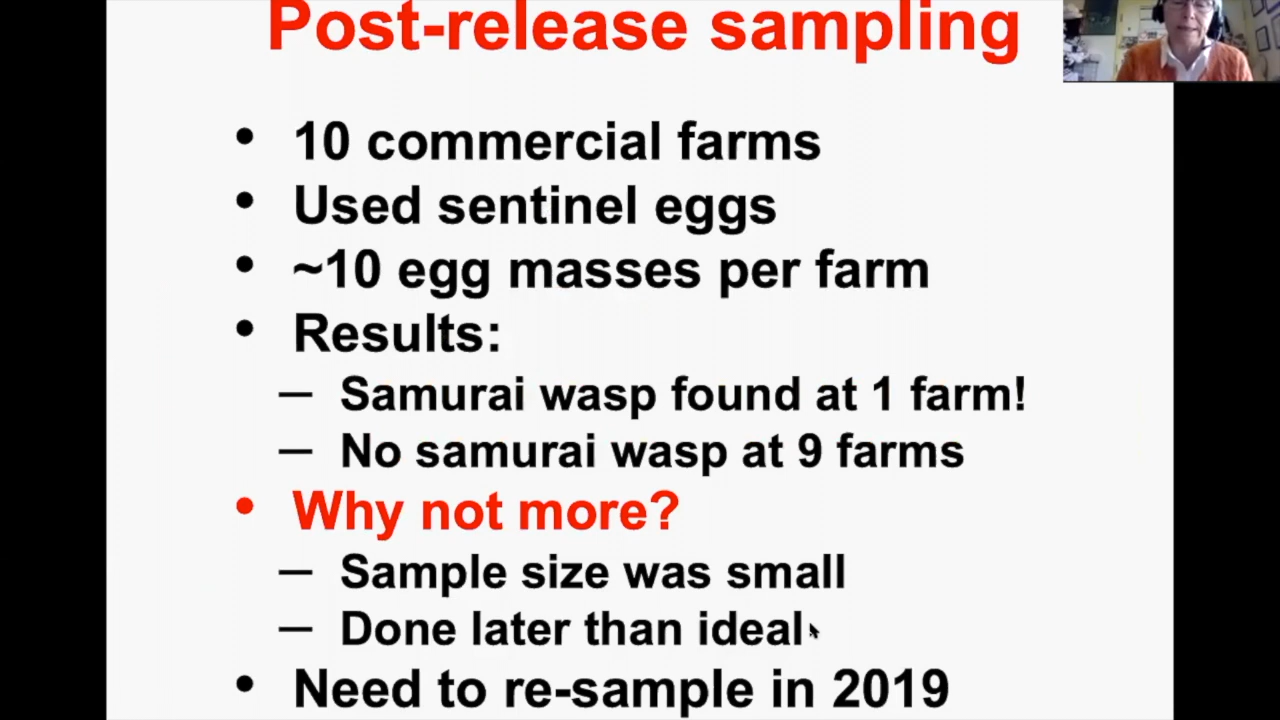 Post-release sampling
• 10 commercial farms
• Used sentinel eggs
• ~10 egg masses per farm
• Results:
– Samurai wasp found at 1 farm!
– No samurai wasp at 9 farms
• Why not more?
– Sample size was small
– Done later than ideal
• Need to re-sample in 2019